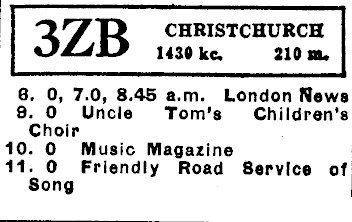 3ZB CHRISTCHURCH
1430 kc. 210 m.
6. 0, 7.0, 8.45 a.m. London News
9. 0 Uncle Tom's Children's
Choir
10. 0 Music Magazine
11. 0 Friendly Road Service of
Song